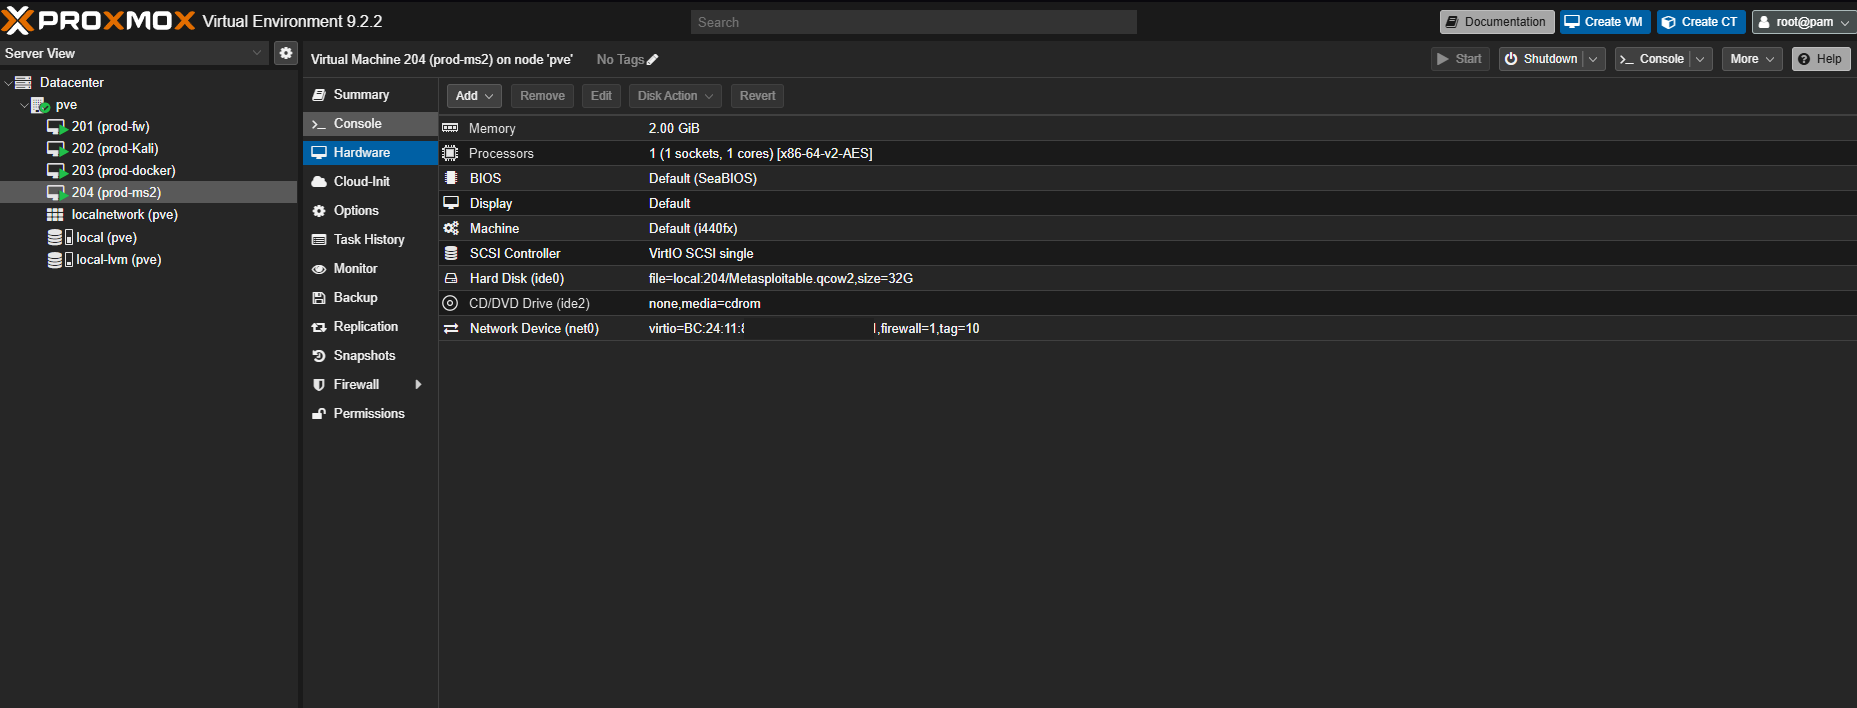 PROXMOX Virtual Environment 9.2.2 Search Documentation Create VM Create CT root@pam
Server View
Virtual Machine 204 (prod-ms2) on node 'pve' No Tags Start Shutdown Console More Help
Datacenter
pve
201 (prod-fw)
202 (prod-Kali)
203 (prod-docker)
204 (prod-ms2)
localnetwork (pve)
local (pve)
local-lvm (pve)
Summary
Console
Hardware
Cloud-Init
Options
Task History
Monitor
Backup
Replication
Snapshots
Firewall
Permissions
Add Remove Edit Disk Action Revert
Memory 2.00 GiB
Processors 1 (1 sockets, 1 cores) [x86-64-v2-AES]
BIOS Default (SeaBIOS)
Display Default
Machine Default (i440fx)
SCSI Controller VirtIO SCSI single
Hard Disk (ide0) file=local:204/Metasploitable.qcow2,size=32G
CD/DVD Drive (ide2) none,media=cdrom
Network Device (net0) virtio=BC:24:11: ,firewall=1,tag=10